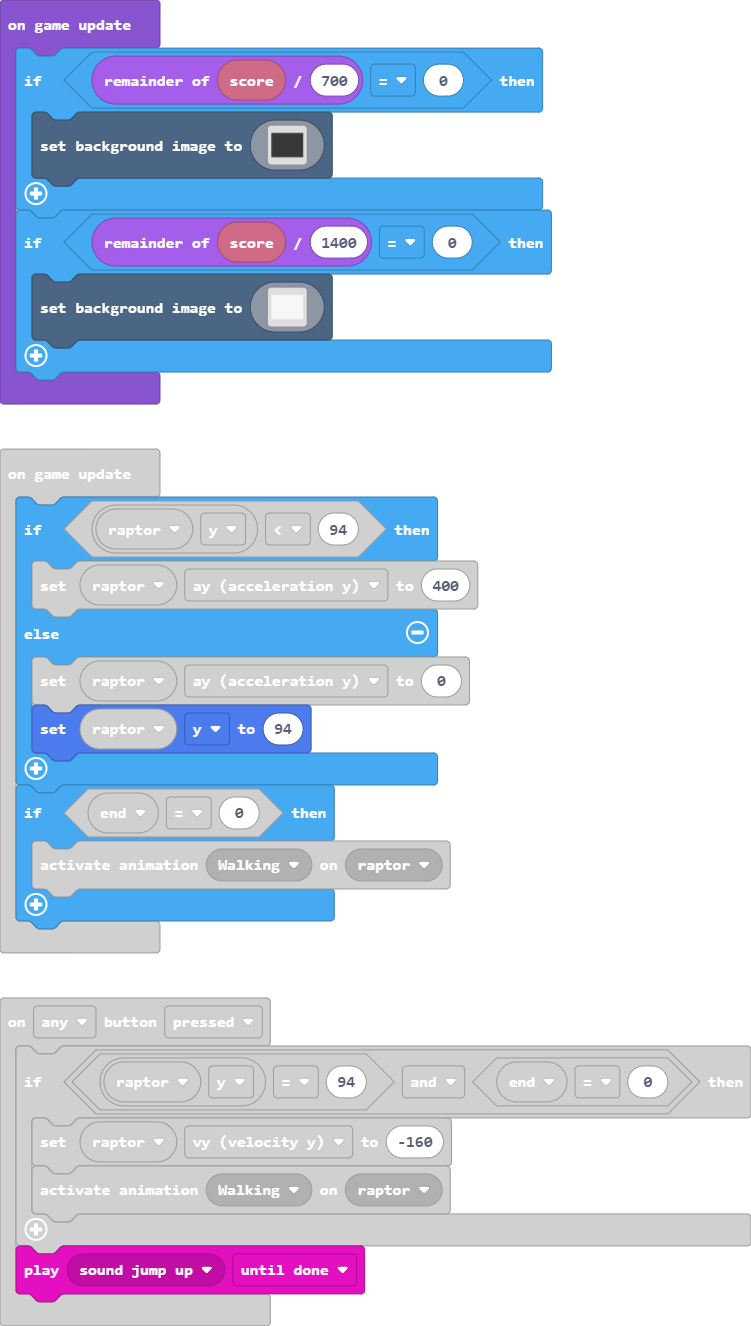 on game update
if remainder of score / 700 = 0 then
set background image to
if remainder of score / 1400 = 0 then
set background image to
on game update
if raptor y < 94 then
set raptor ay (acceleration y) to 400
else
set raptor ay (acceleration y) to 0
set raptor y to 94
if end = 0 then
activate animation Walking on raptor
on any button pressed
if raptor y = 94 and end = 0 then
set raptor vy (velocity y) to -160
activate animation Walking on raptor
play sound jump up until done